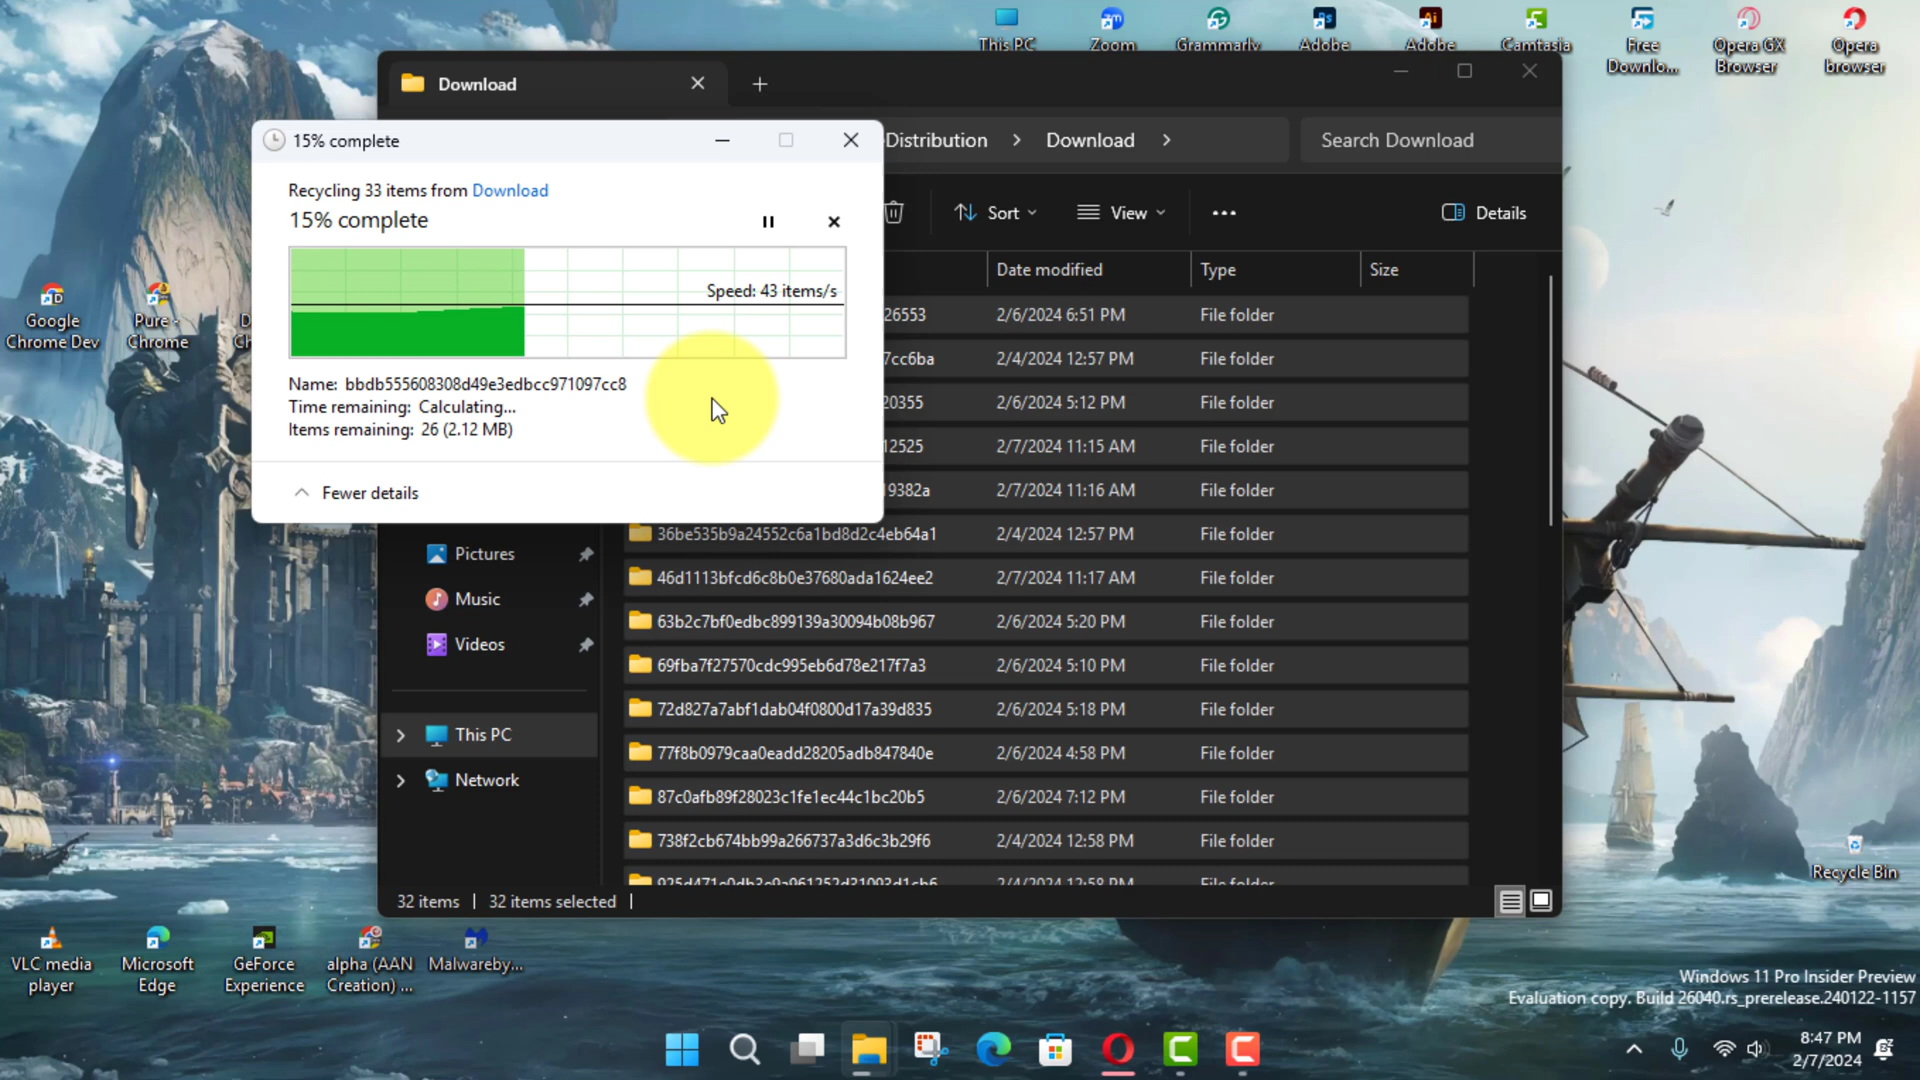 This PC
Zoom
Grammarly
Adobe
Adobe
Camtasia
Free
Downlo...
Opera GX
Browser
Opera
browser
Download
Distribution
Download
Search Download
Sort
View
Details
15% complete
Recycling 33 items from Download
15% complete
Speed: 43 items/s
Name: bbdb555608308d49e3edbcc971097cc8
Time remaining: Calculating...
Items remaining: 26 (2.12 MB)
Fewer details
Date modified
Type
Size
26553 2/6/2024 6:51 PM File folder
7cc6ba 2/4/2024 12:57 PM File folder
20355 2/6/2024 5:12 PM File folder
12525 2/7/2024 11:15 AM File folder
19382a 2/7/2024 11:16 AM File folder
36be535b9a24552c6a1bd8d2c4eb64a1 2/4/2024 12:57 PM File folder
46d1113bfcd6c8b0e37680ada1624ee2 2/7/2024 11:17 AM File folder
63b2c7bf0edbc899139a30094b08b967 2/6/2024 5:20 PM File folder
69fba7f27570cdc995eb6d78e217f7a3 2/6/2024 5:10 PM File folder
72d827a7abf1dab04f0800d17a39d835 2/6/2024 5:18 PM File folder
77f8b0979caa0eadd28205adb847840e 2/6/2024 4:58 PM File folder
87c0afb89f28023c1fe1ec44c1bc20b5 2/6/2024 7:12 PM File folder
738f2cb674bb99a266737a3d6c3b29f6 2/4/2024 12:58 PM File folder
2/4/2024 12:58 PM File folder
Pictures
Music
Videos
This PC
Network
32 items
32 items selected
Google
Chrome Dev
Pure -
Chrome
Recycle Bin
VLC media
player
Microsoft
Edge
GeForce
Experience
alpha (AAN
Creation) ...
Malwareby...
Windows 11 Pro Insider Preview
Evaluation copy. Build 26040.rs_prerelease.240122-1157
8:47 PM
2/7/2024